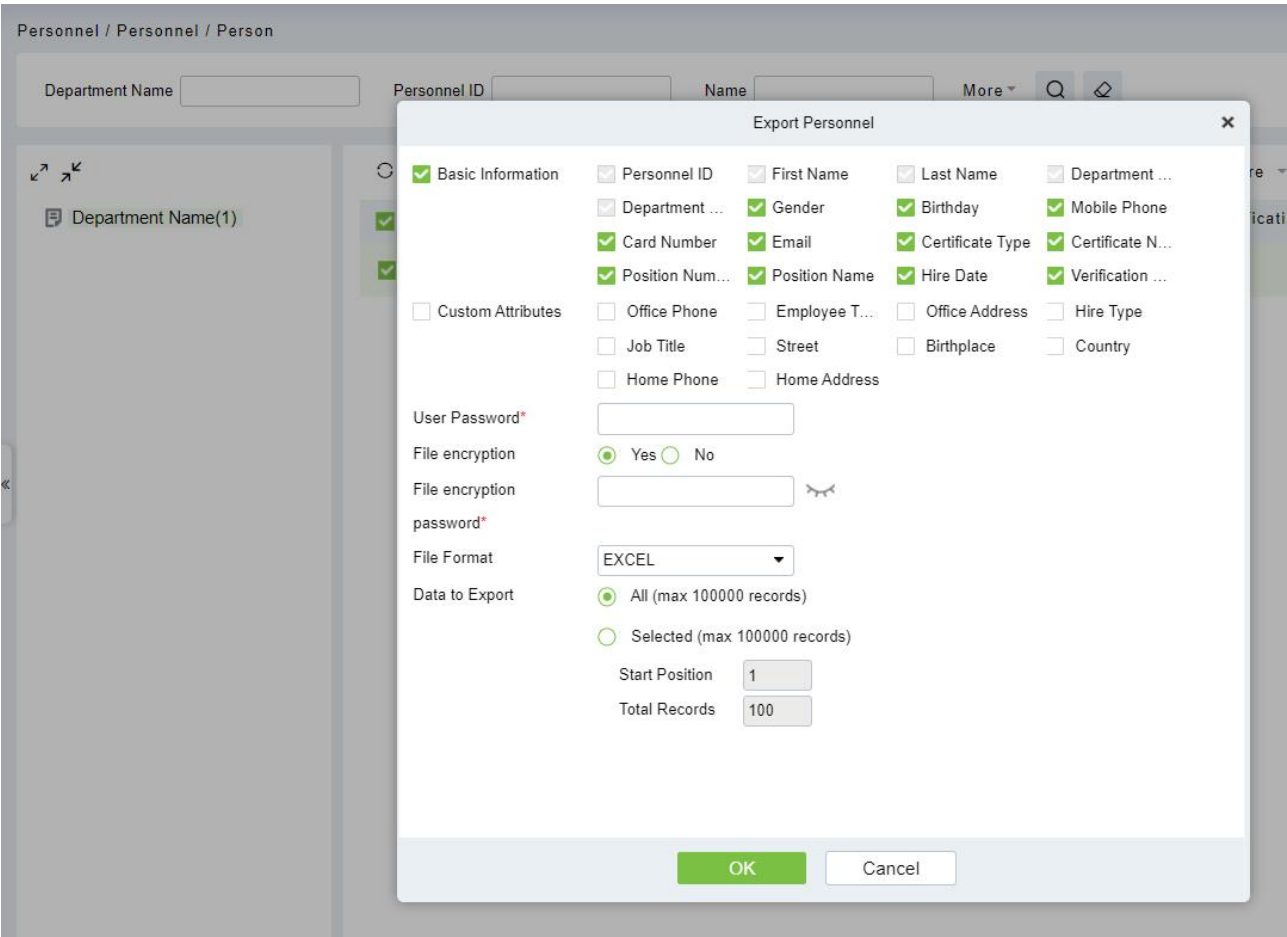 Personnel / Personnel / Person
Department Name Personnel ID Name More
Export Personnel
Basic Information Personnel ID First Name Last Name Department ...
Department Name(1) Department ... Gender Birthday Mobile Phone
Card Number Email Certificate Type Certificate N...
Position Num... Position Name Hire Date Verification ...
Custom Attributes Office Phone Employee T... Office Address Hire Type
Job Title Street Birthplace Country
Home Phone Home Address
User Password*
File encryption Yes No
File encryption
password*
File Format EXCEL
Data to Export All (max 100000 records)
Selected (max 100000 records)
Start Position 1
Total Records 100
OK Cancel